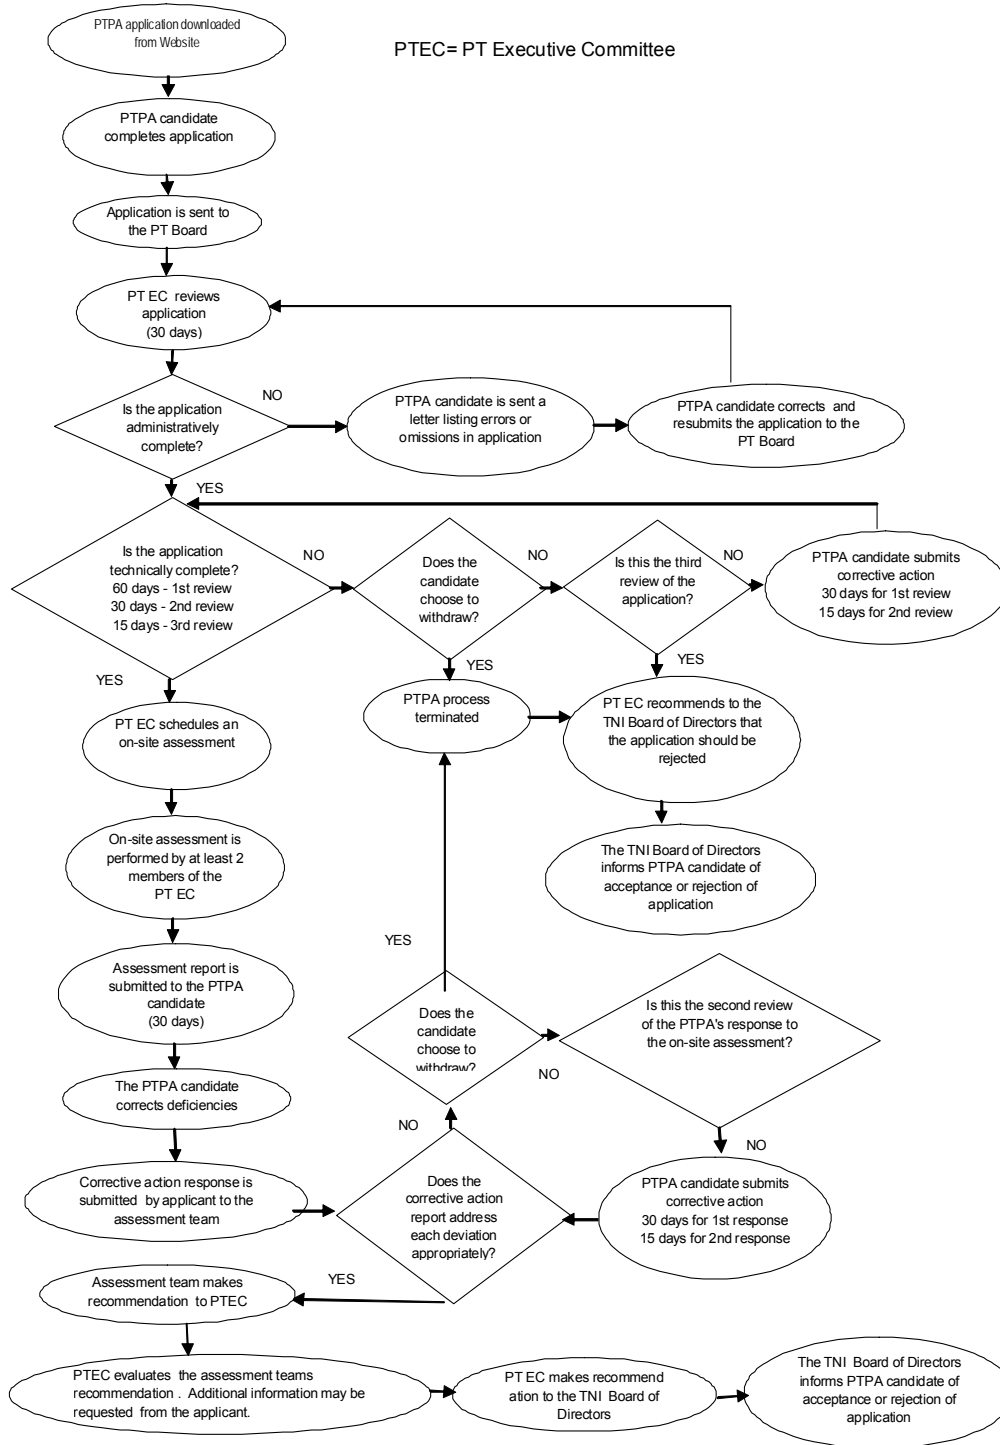 PTPA application downloaded
from Website
PTEC= PT Executive Committee
PTPA candidate
completes application
Application is sent to
the PT Board
PT EC reviews
application
(30 days)
Is the application
administratively
complete?
NO
PTPA candidate is sent a
letter listing errors or
omissions in application
PTPA candidate corrects and
resubmits the application to the
PT Board
YES
Is the application
technically complete?
60 days - 1st review
30 days - 2nd review
15 days - 3rd review
NO
Does the
candidate
choose to
withdraw?
NO
Is this the third
review of the
application?
NO
PTPA candidate submits
corrective action
30 days for 1st review
15 days for 2nd review
YES
YES
YES
PT EC schedules an
on-site assessment
PTPA process
terminated
PT EC recommends to the
TNI Board of Directors that
the application should be
rejected
On-site assessment is
performed by at least 2
members of the
PT EC
The TNI Board of Directors
informs PTPA candidate of
acceptance or rejection of
application
YES
Assessment report is
submitted to the PTPA
candidate
(30 days)
Does the
candidate
choose to
withdraw?
Is this the second review
of the PTPA's response to
the on-site assessment?
NO
The PTPA candidate
corrects deficiencies
NO
NO
Corrective action response is
submitted by applicant to the
assessment team
Does the
corrective action
report address
each deviation
appropriately?
PTPA candidate submits
corrective action
30 days for 1st response
15 days for 2nd response
YES
Assessment team makes
recommendation to PTEC
PTEC evaluates the assessment teams
recommendation . Additional information may be
requested from the applicant.
PT EC makes recommend
ation to the TNI Board of
Directors
The TNI Board of Directors
informs PTPA candidate of
acceptance or rejection of
application